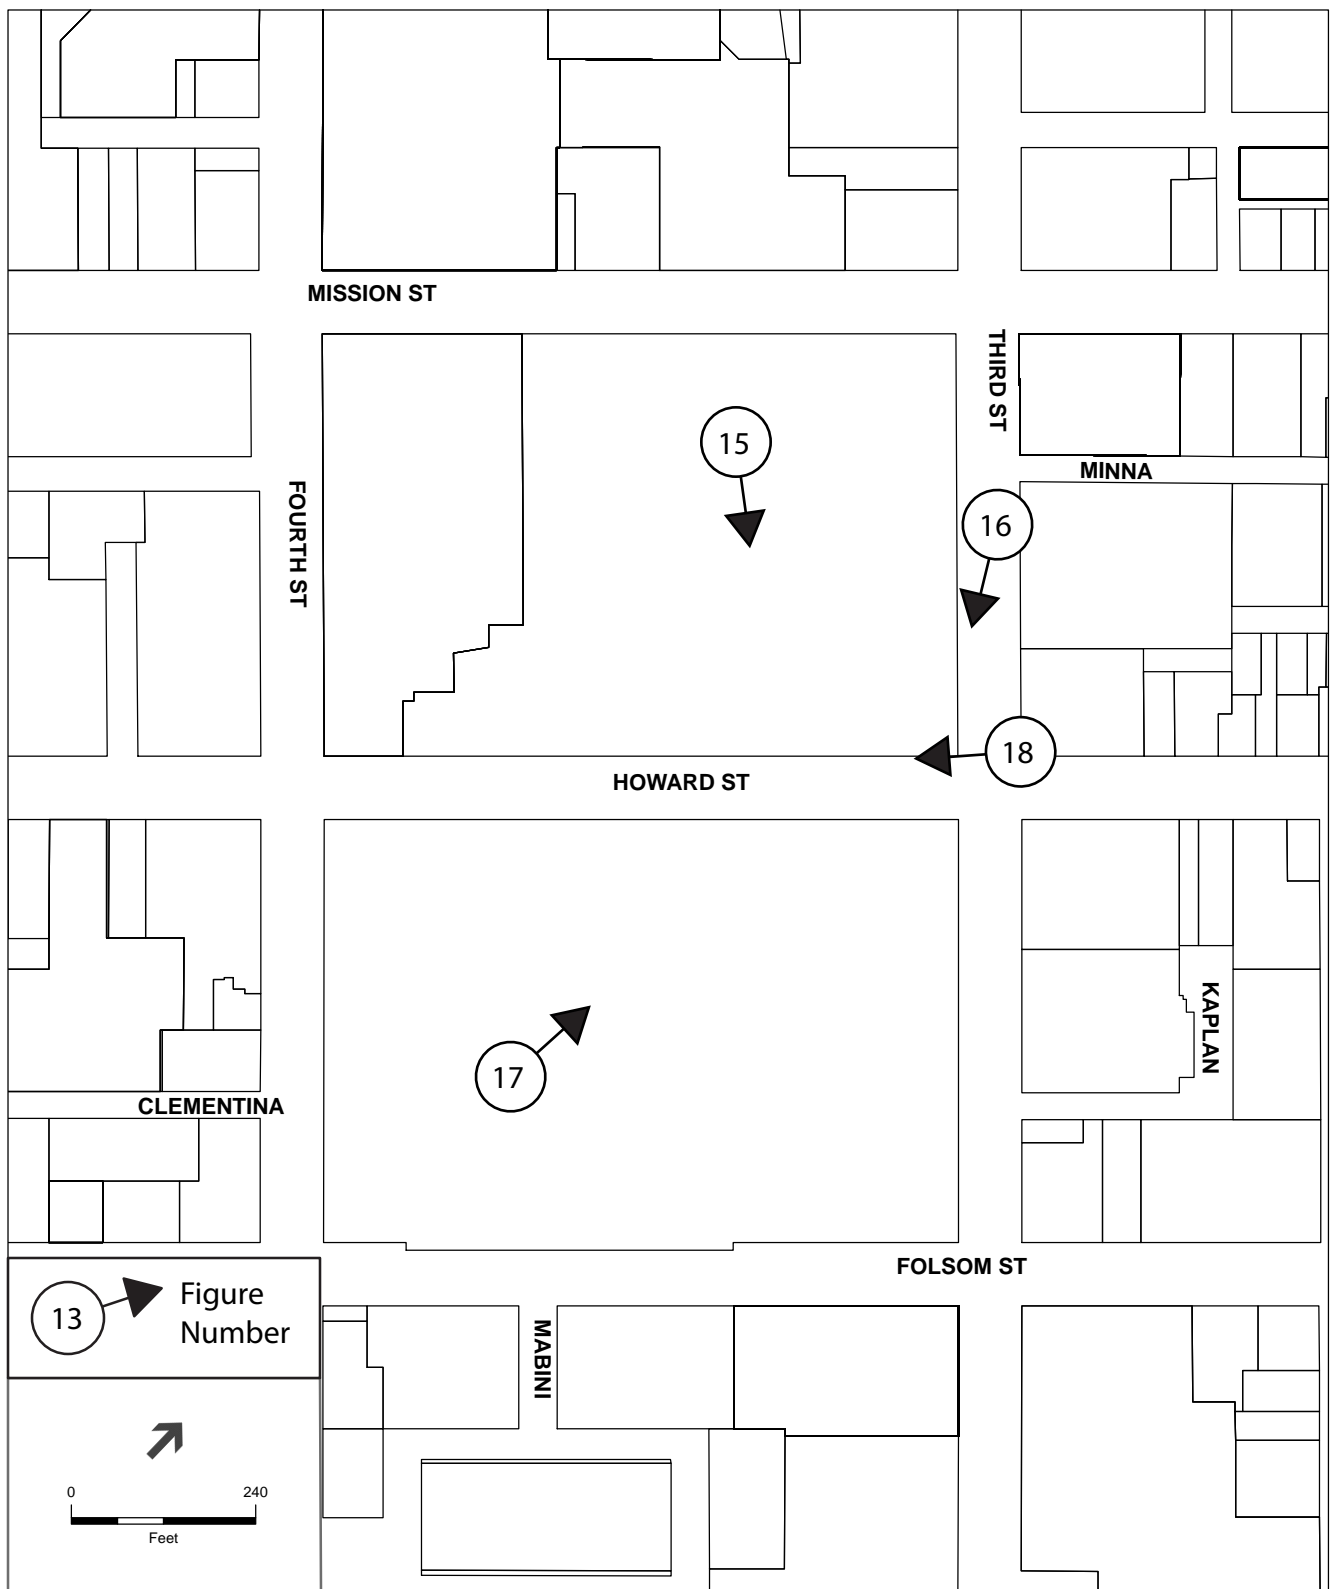 MISSION ST
THIRD ST
15
MINNA
FOURTH ST
16
18
HOWARD ST
KAPLAN
17
CLEMENTINA
FOLSOM ST
13
Figure
Number
MABINI
0 240
Feet